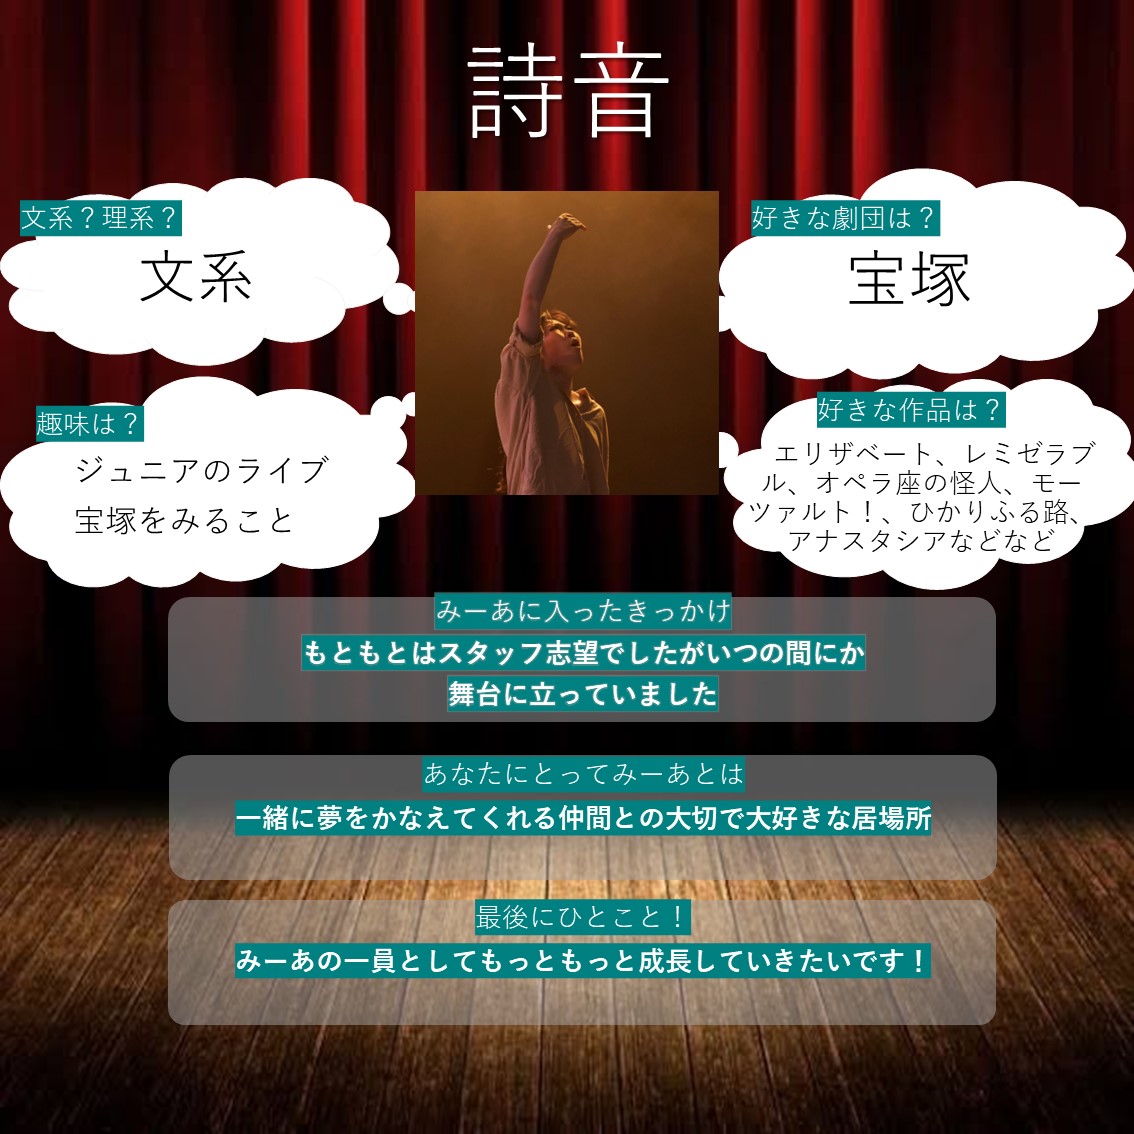 詩音
文系？理系？
文系
好きな劇団は？
宝塚
趣味は？
ジュニアのライブ
宝塚をみること
好きな作品は？
エリザベート、レミゼラブ
ル、オペラ座の怪人、モー
ツァルト！、ひかりふる路、
アナスタシアなどなど
みーあに入ったきっかけ
もともとはスタッフ志望でしたがいつの間にか
舞台に立っていました
あなたにとってみーあとは
一緒に夢をかなえてくれる仲間との大切で大好きな居場所
最後にひとこと！
みーあの一員としてもっともっと成長していきたいです！